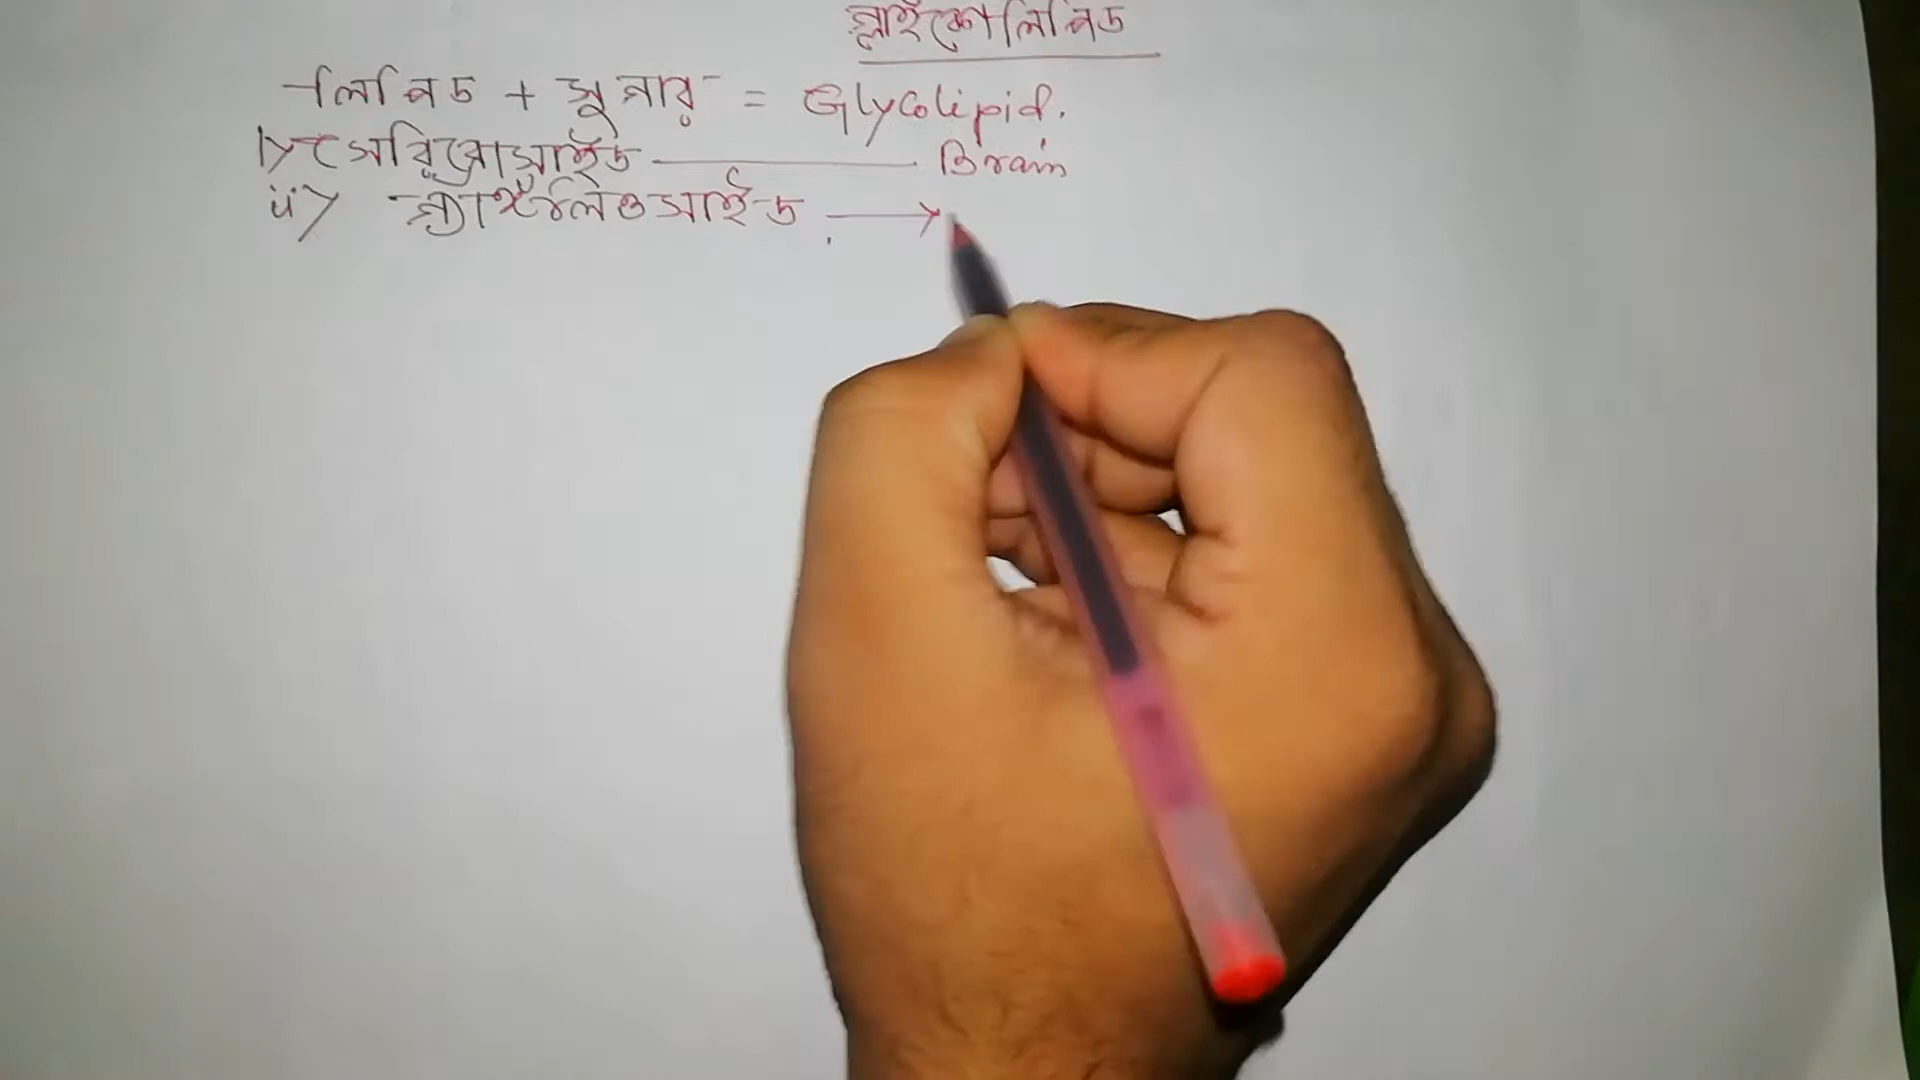 গ্লাইকোলিপিড
লিপিড + সুগার = Glycolipid.
i> সেরিব্রোসাইড — Brain
ii> গ্যাংলিওসাইড →